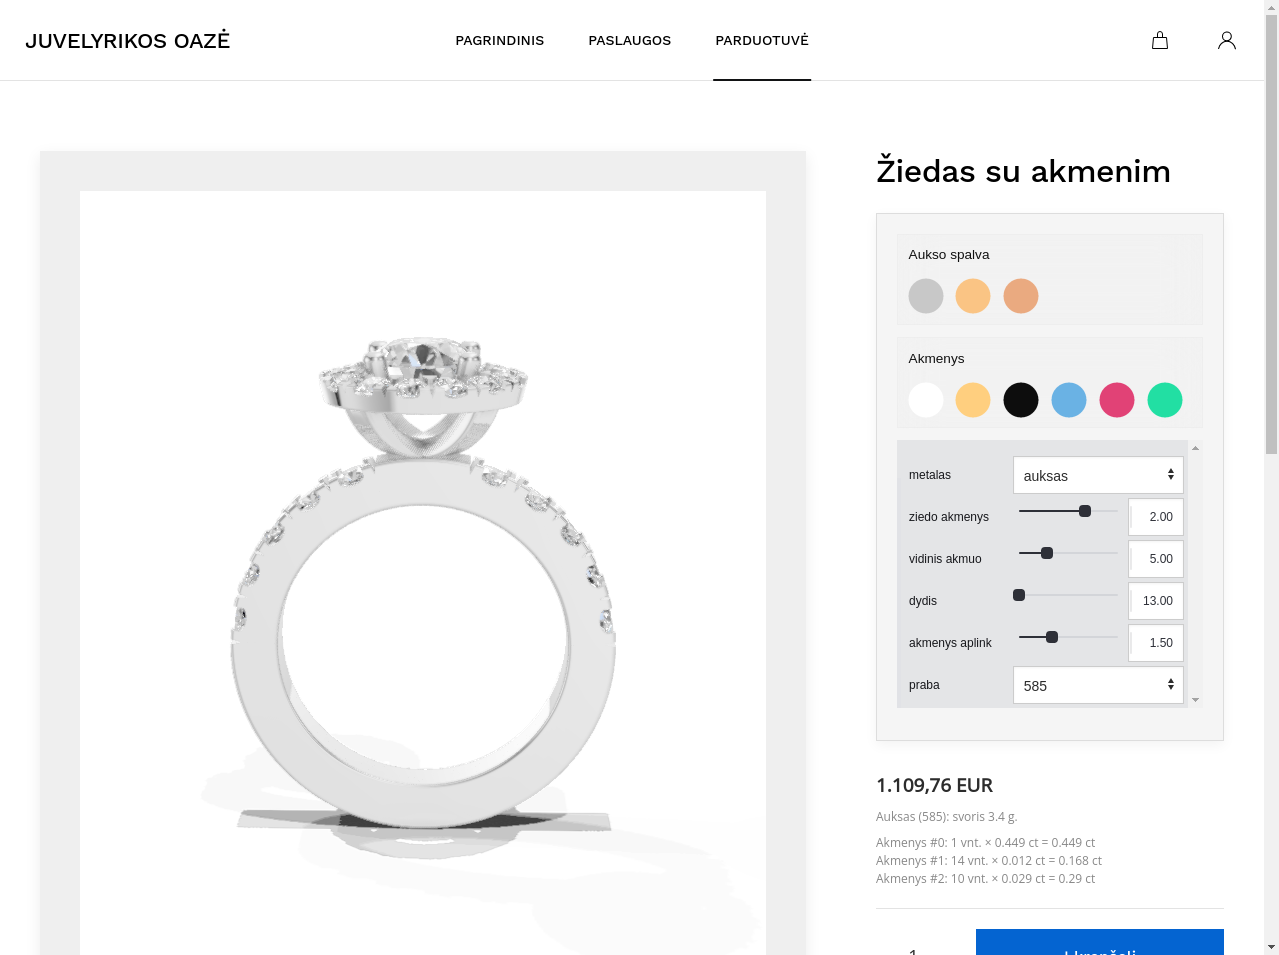 JUVELYRIKOS OAZĖ
PAGRINDINIS
PASLAUGOS
PARDUOTUVĖ
Žiedas su akmenim
Aukso spalva
Akmenys
metalas
auksas
ziedo akmenys
2.00
vidinis akmuo
5.00
dydis
13.00
akmenys aplink
1.50
praba
585
1.109,76 EUR
Auksas (585): svoris 3.4 g.
Akmenys #0: 1 vnt. × 0.449 ct = 0.449 ct
Akmenys #1: 14 vnt. × 0.012 ct = 0.168 ct
Akmenys #2: 10 vnt. × 0.029 ct = 0.29 ct
1